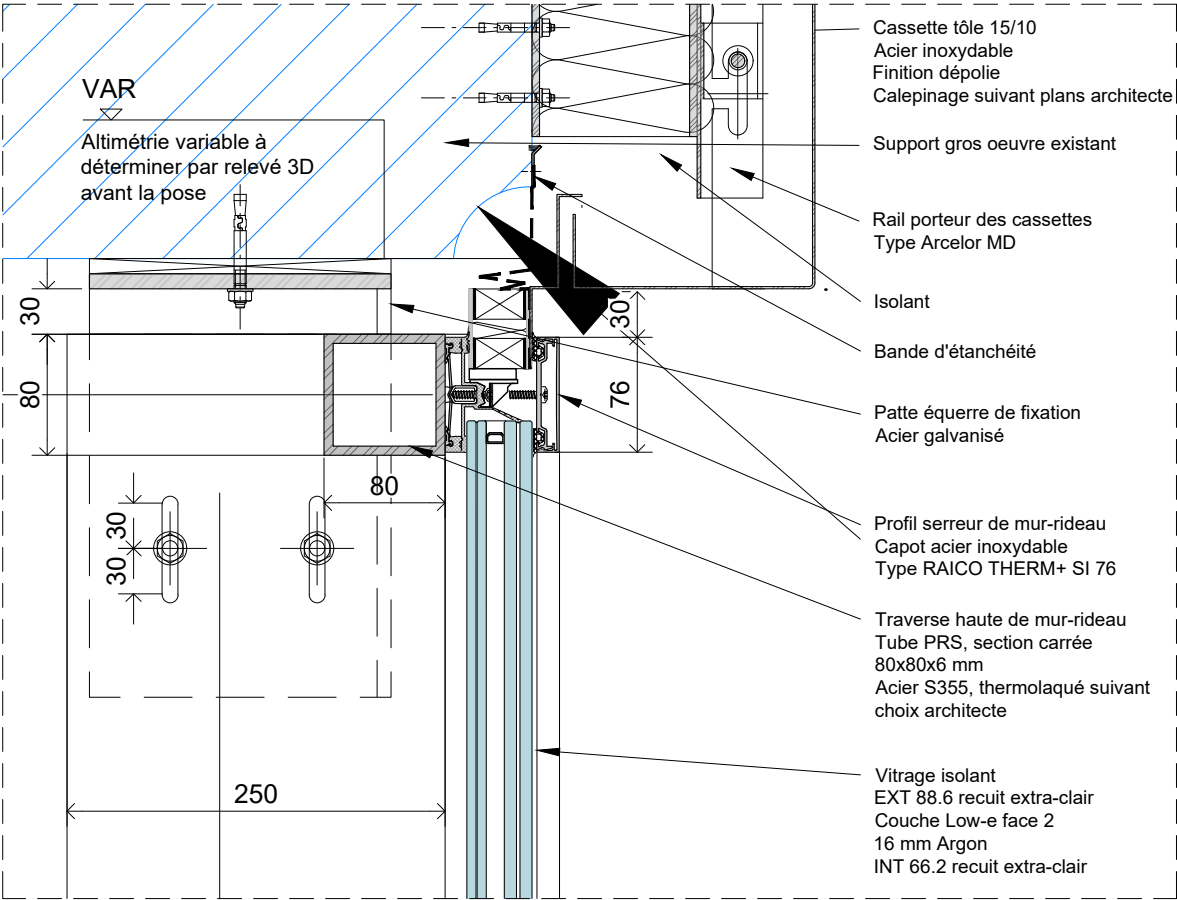 VAR
Altimétrie variable à
déterminer par relevé 3D
avant la pose
30
80
30
76
80
30
30
250
Cassette tôle 15/10
Acier inoxydable
Finition dépolie
Calepinage suivant plans architecte
Support gros oeuvre existant
Rail porteur des cassettes
Type Arcelor MD
Isolant
Bande d'étanchéité
Patte équerre de fixation
Acier galvanisé
Profil serreur de mur-rideau
Capot acier inoxydable
Type RAICO THERM+ SI 76
Traverse haute de mur-rideau
Tube PRS, section carrée
80x80x6 mm
Acier S355, thermolaqué suivant
choix architecte
Vitrage isolant
EXT 88.6 recuit extra-clair
Couche Low-e face 2
16 mm Argon
INT 66.2 recuit extra-clair